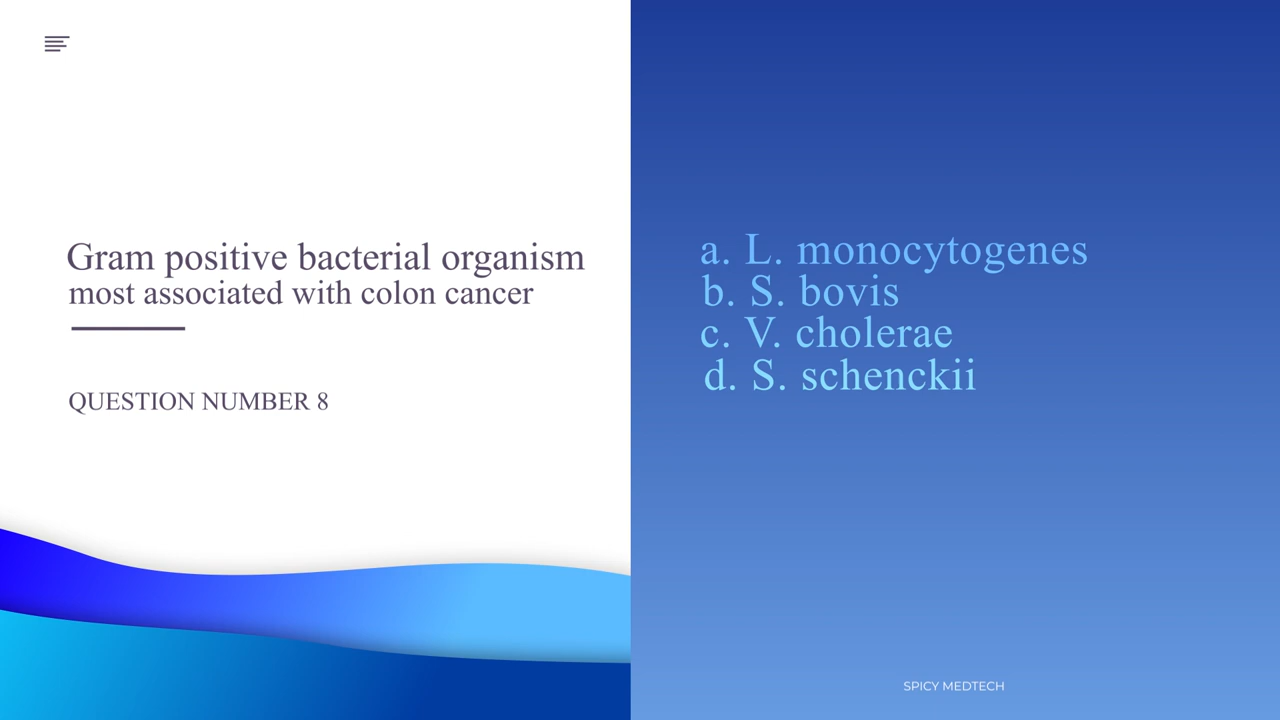 Gram positive bacterial organism
most associated with colon cancer
QUESTION NUMBER 8
a. L. monocytogenes
b. S. bovis
c. V. cholerae
d. S. schenckii
SPICY MEDTECH